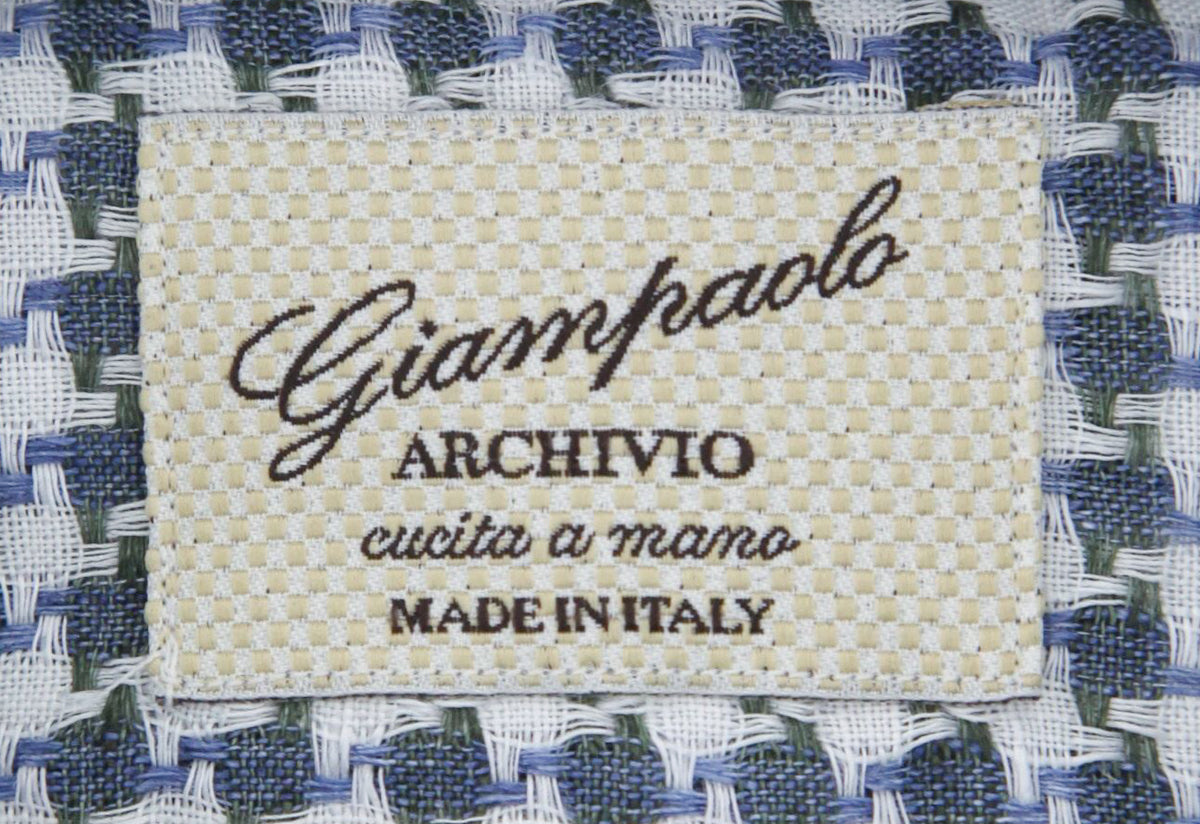 Giampaolo
ARCHIVIO
cucita a mano
MADE IN ITALY